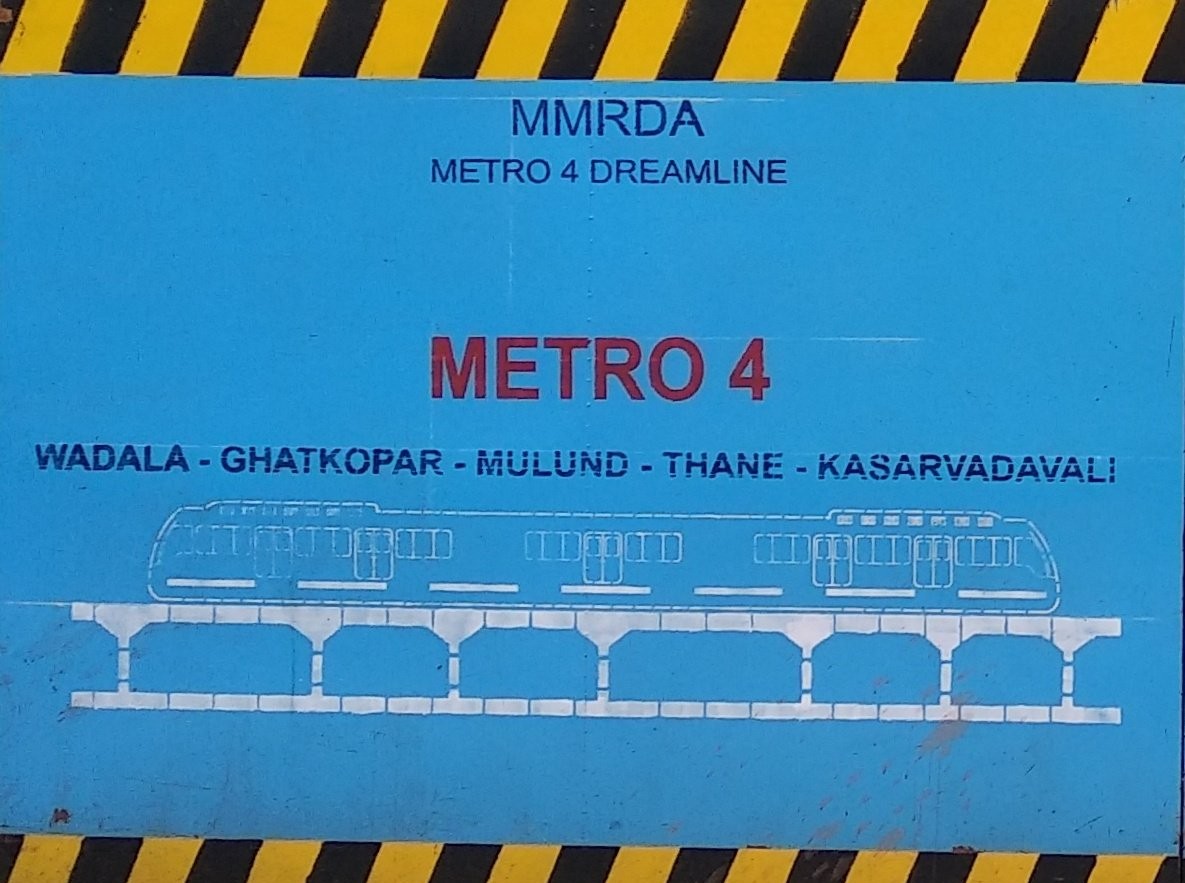 MMRDA
METRO 4 DREAMLINE
METRO 4
WADALA - GHATKOPAR - MULUND - THANE - KASARVADAVALI